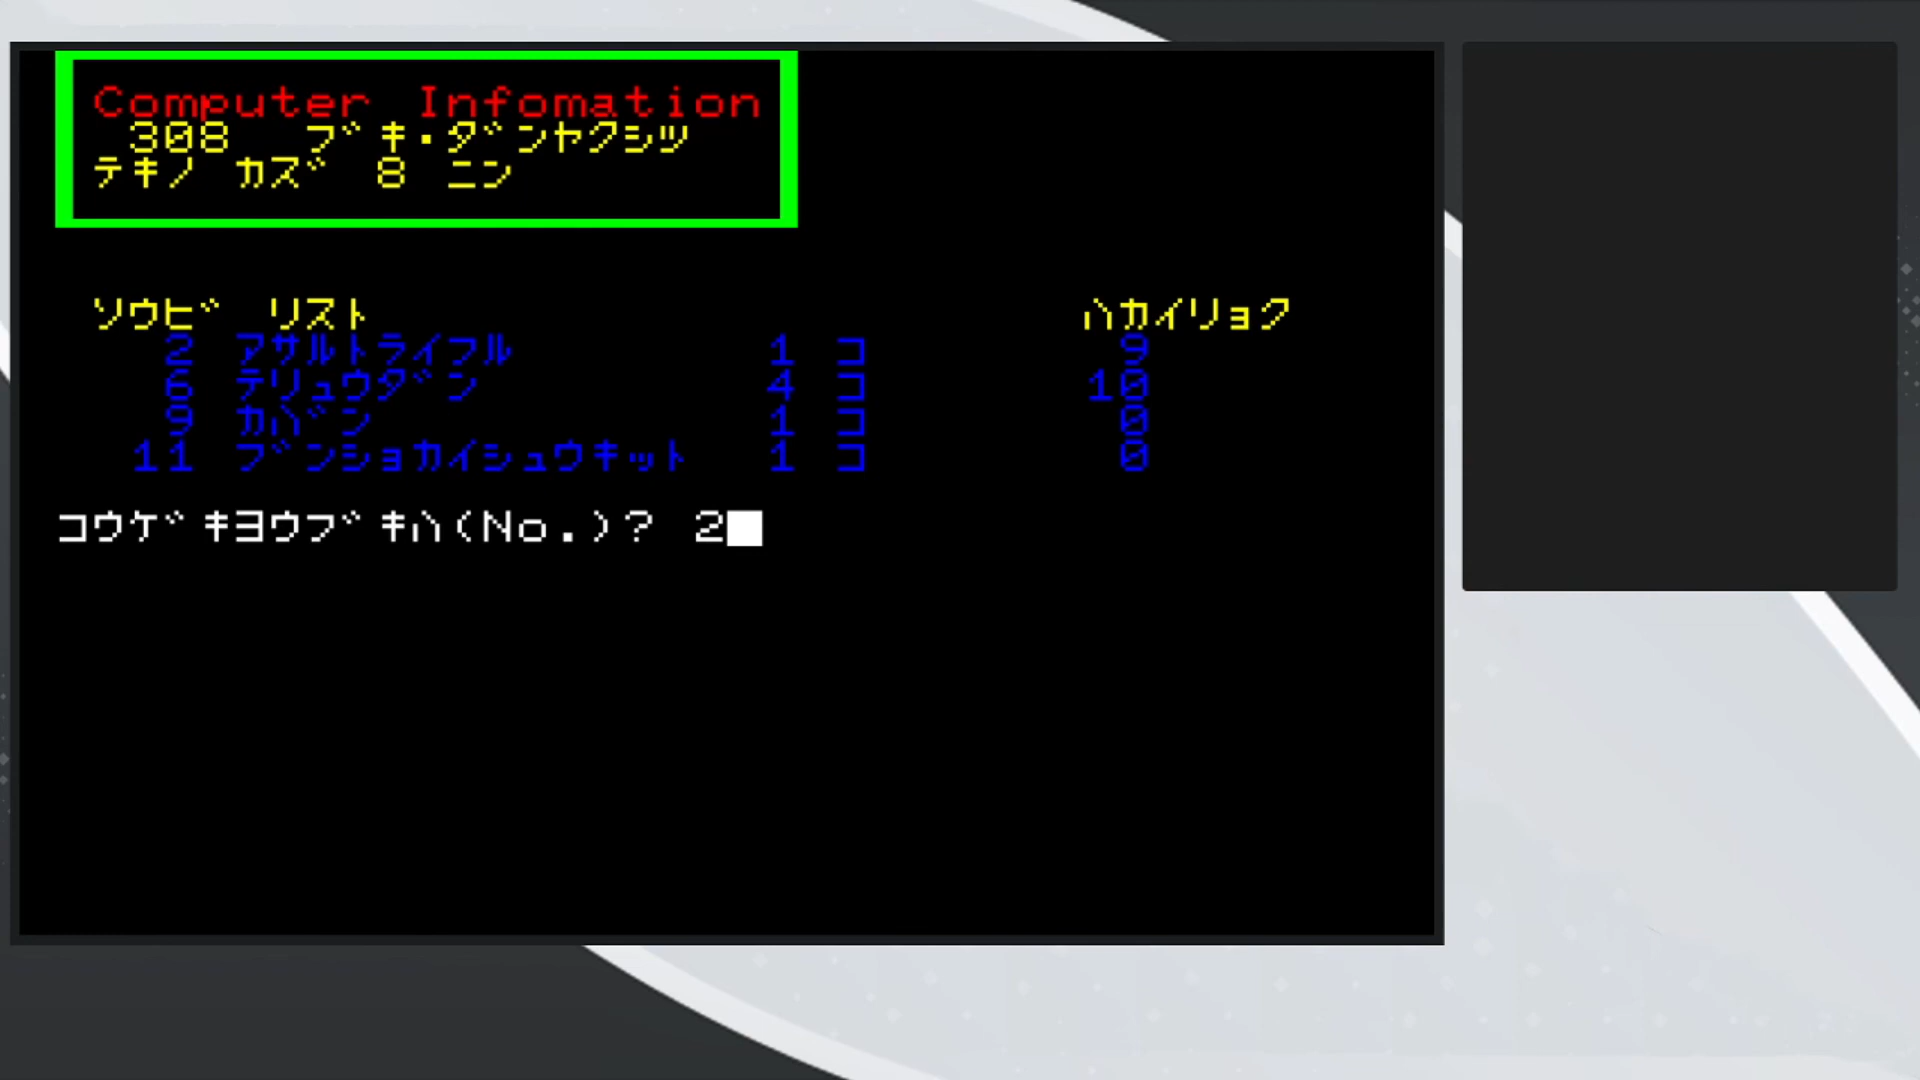 Computer Infomation
308 ブキ・ダンヤクシツ
テキノ カズ 8 ニン
ソウビ リスト ハカイリョク
2 アサルトライフル 1 コ 9
6 テリュウダン 4 コ 10
9 カバン 1 コ 0
11 ブンショカイシュウキット 1 コ 0
コウゲキヨウブキハ(No.)? 2